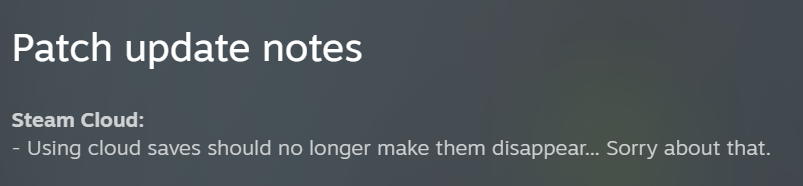 Patch update notes
Steam Cloud:
- Using cloud saves should no longer make them disappear... Sorry about that.